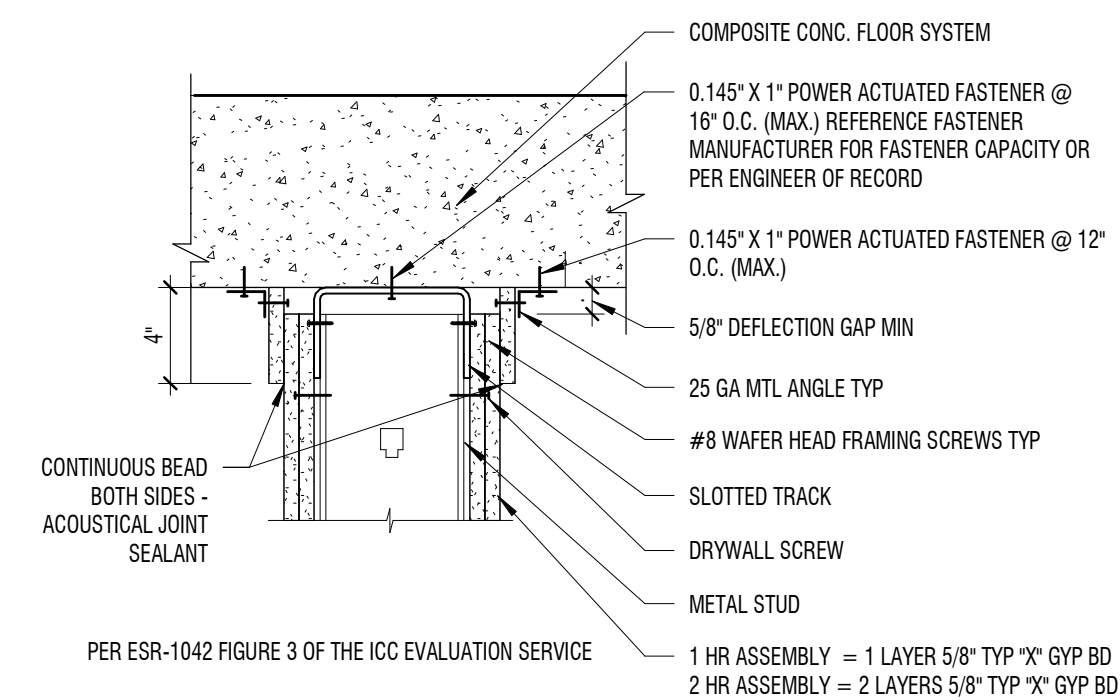 COMPOSITE CONC. FLOOR SYSTEM
0.145" X 1" POWER ACTUATED FASTENER @
16" O.C. (MAX.) REFERENCE FASTENER
MANUFACTURER FOR FASTENER CAPACITY OR
PER ENGINEER OF RECORD
0.145" X 1" POWER ACTUATED FASTENER @ 12"
O.C. (MAX.)
5/8" DEFLECTION GAP MIN
4"
25 GA MTL ANGLE TYP
#8 WAFER HEAD FRAMING SCREWS TYP
CONTINUOUS BEAD
BOTH SIDES -
ACOUSTICAL JOINT
SEALANT
SLOTTED TRACK
DRYWALL SCREW
METAL STUD
PER ESR-1042 FIGURE 3 OF THE ICC EVALUATION SERVICE
1 HR ASSEMBLY = 1 LAYER 5/8" TYP "X" GYP BD
2 HR ASSEMBLY = 2 LAYERS 5/8" TYP "X" GYP BD